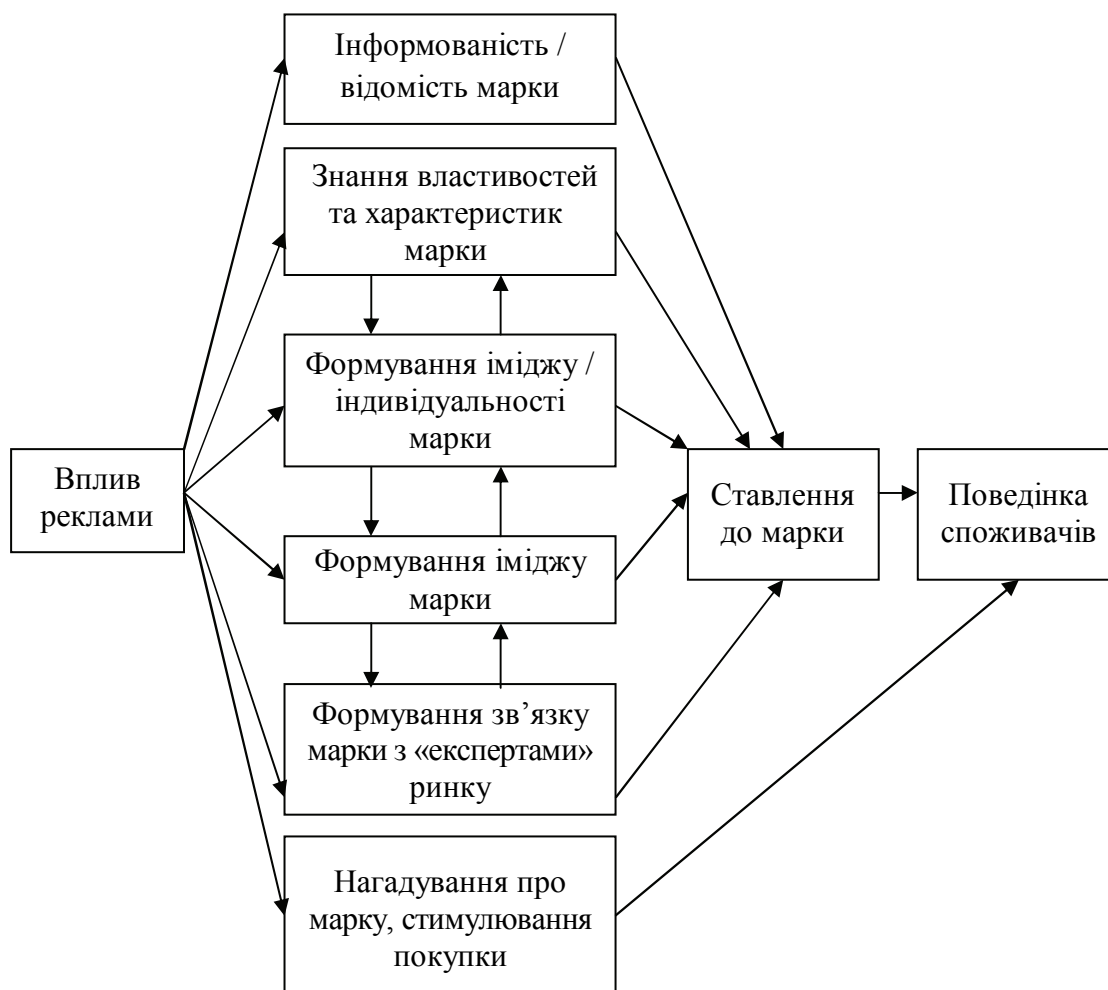 Інформованість /
відомість марки
Знання властивостей
та характеристик
марки
Формування іміджу /
індивідуальності
марки
Вплив
реклами
Ставлення
до марки
Поведінка
споживачів
Формування іміджу
марки
Формування зв’язку
марки з «експертами»
ринку
Нагадування про
марку, стимулювання
покупки